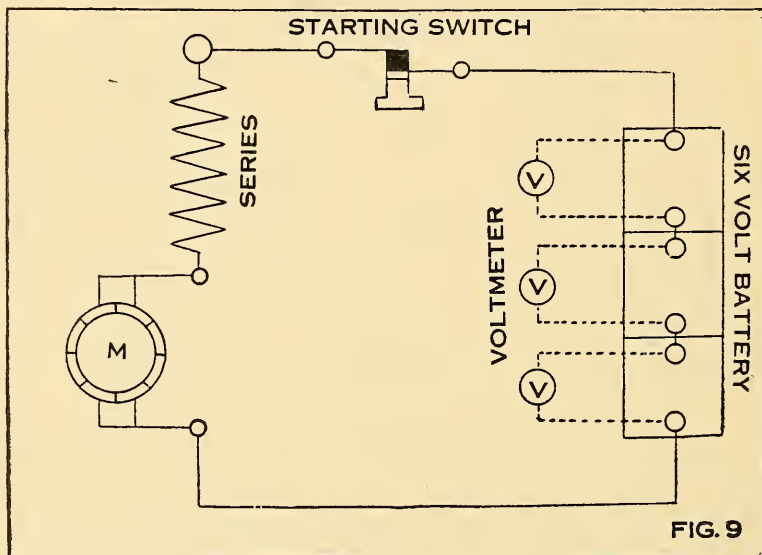 STARTING SWITCH
SERIES
V
V
V
VOLTMETER
SIX VOLT BATTERY
M
FIG. 9